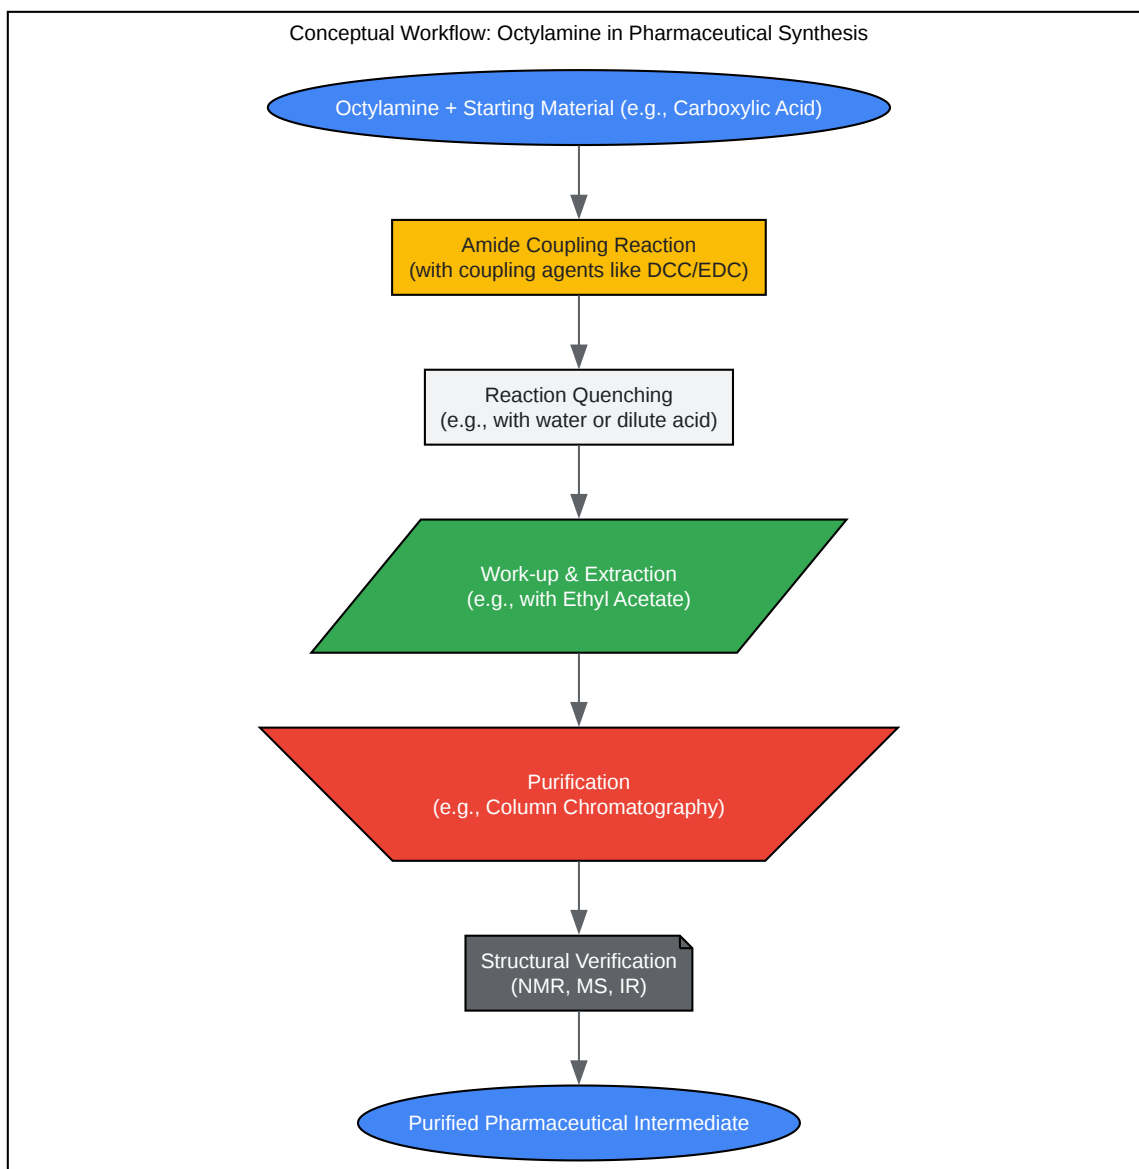 Conceptual Workflow: Octylamine in Pharmaceutical Synthesis
Octylamine + Starting Material (e.g., Carboxylic Acid)
Amide Coupling Reaction
(with coupling agents like DCC/EDC)
Reaction Quenching
(e.g., with water or dilute acid)
Work-up & Extraction
(e.g., with Ethyl Acetate)
Purification
(e.g., Column Chromatography)
Structural Verification
(NMR, MS, IR)
Purified Pharmaceutical Intermediate